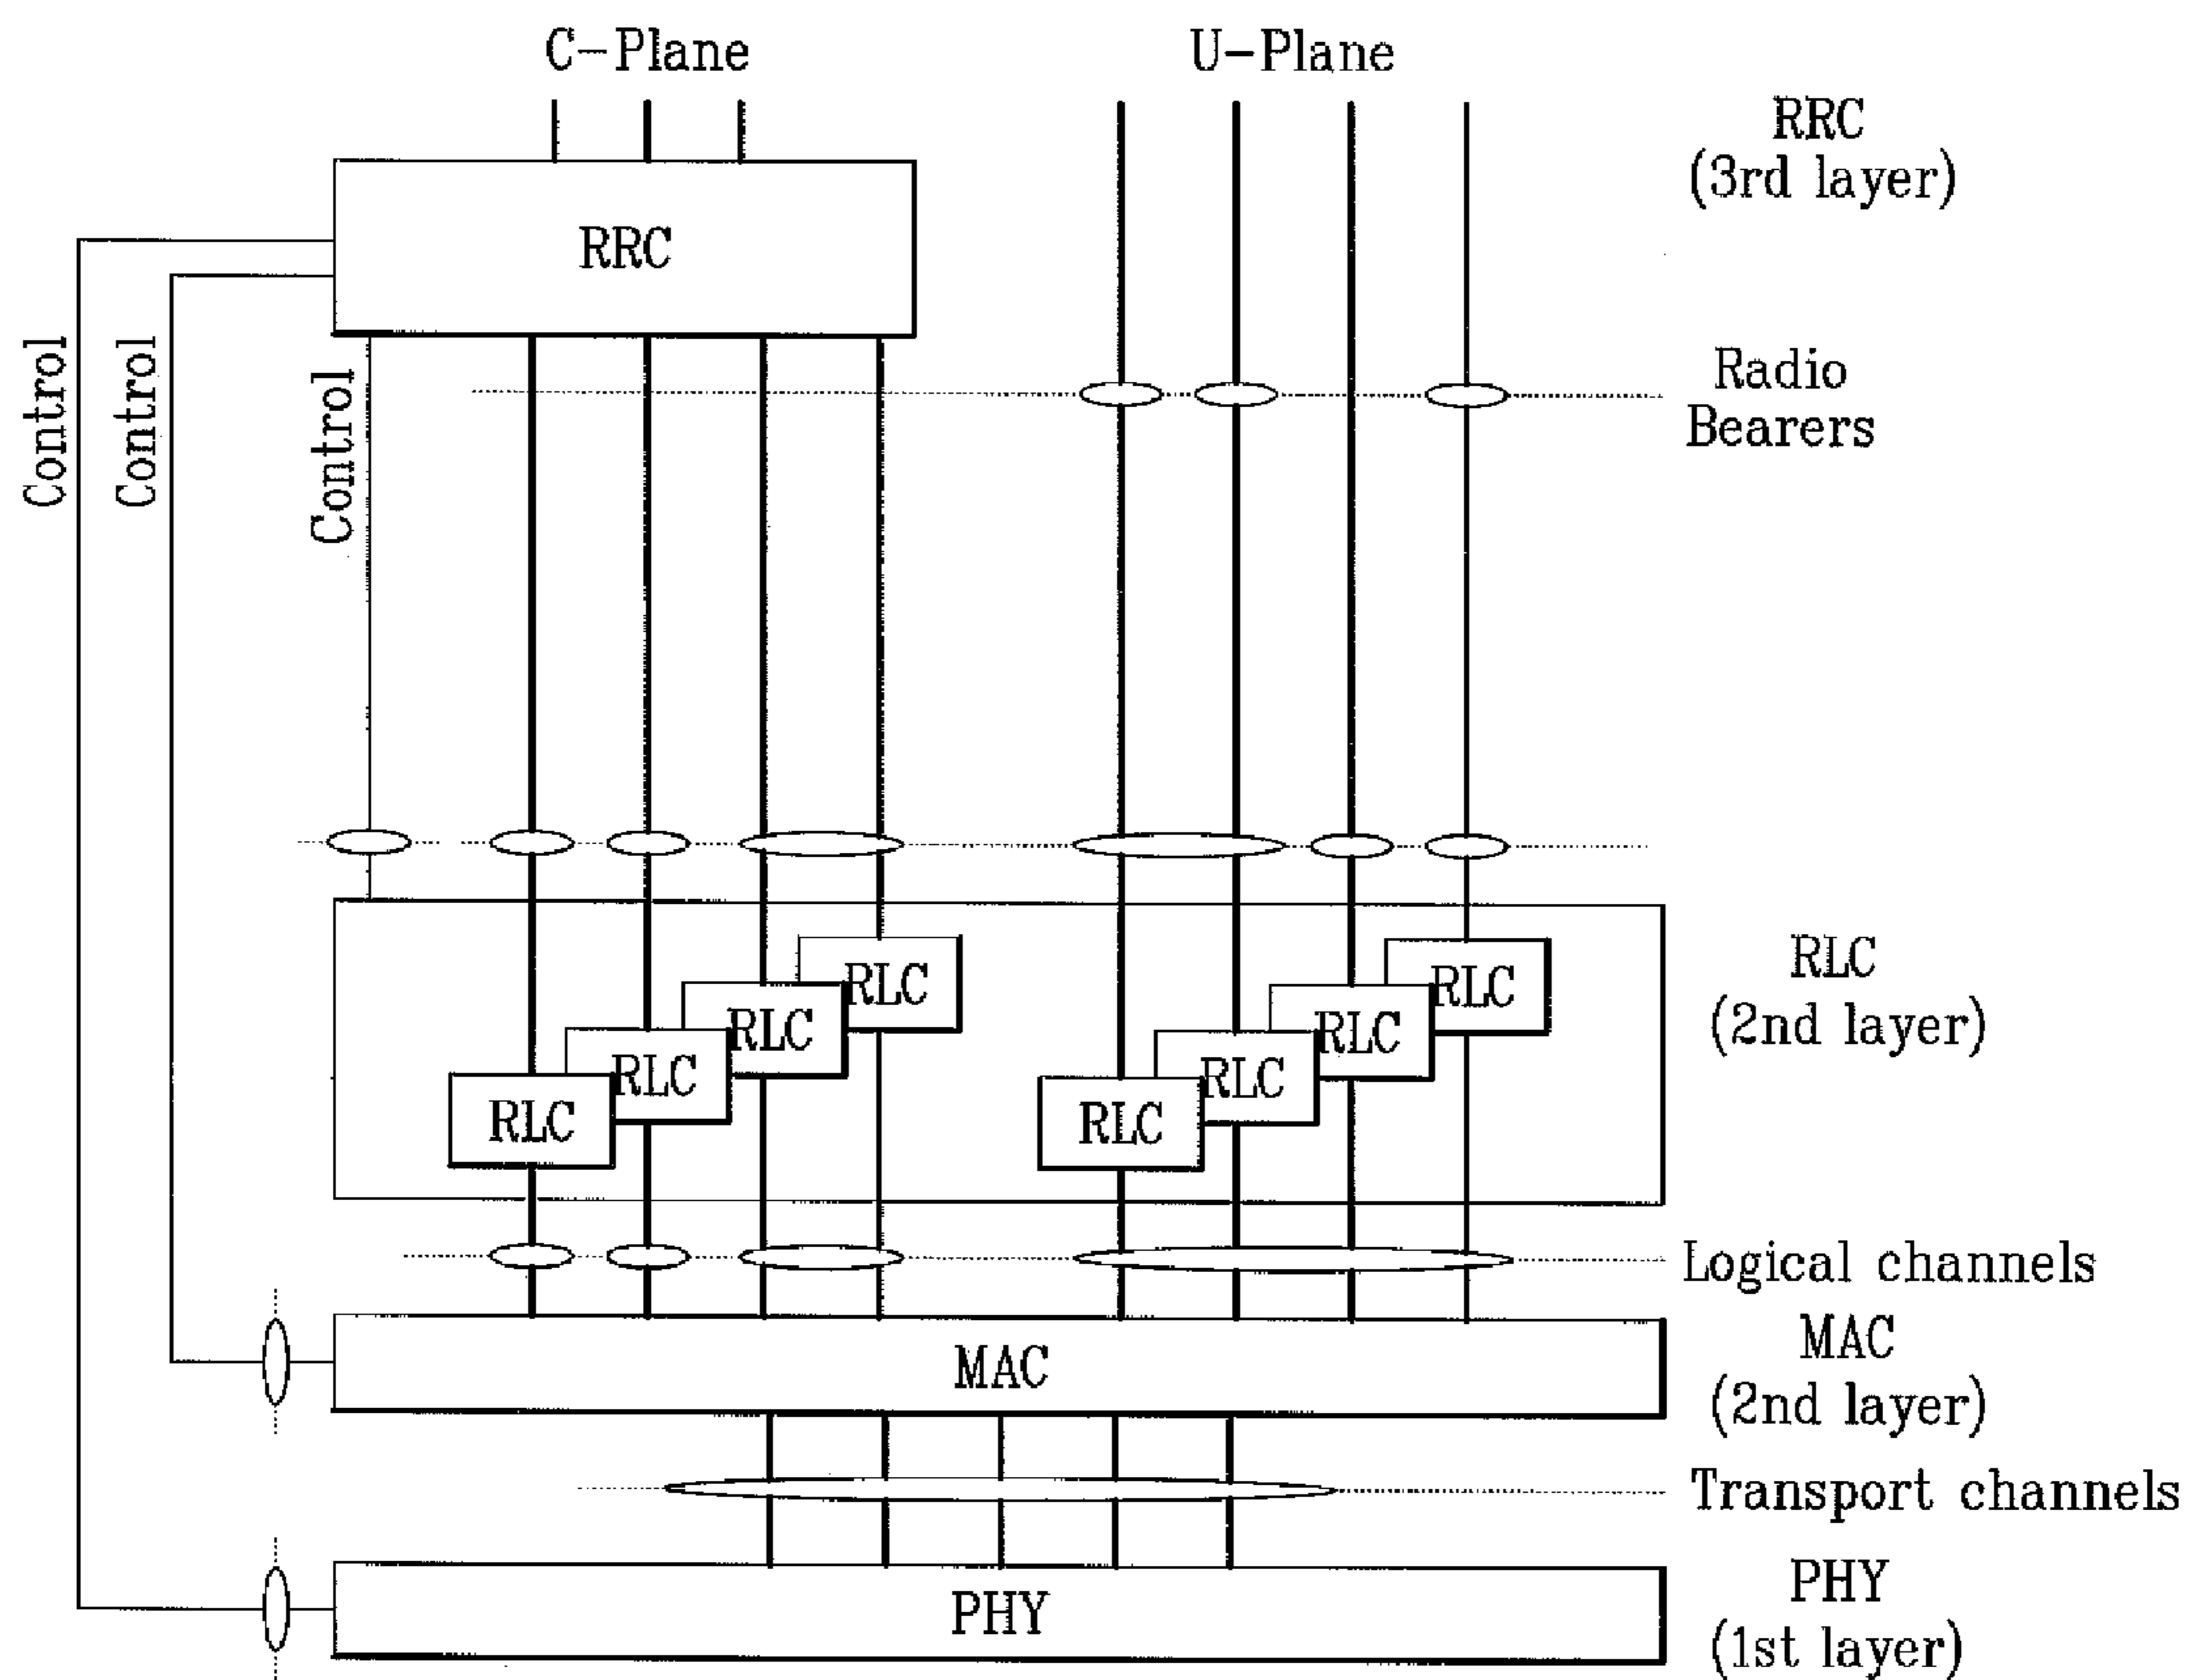 C-Plane
U-Plane
RRC
(3rd layer)
RRC
Control
Control
Control
Radio
Bearers
RLC
RLC
RLC
RLC
RLC
RLC
RLC
RLC
RLC
(2nd layer)
Logical channels
MAC
MAC
(2nd layer)
Transport channels
PHY
PHY
(1st layer)